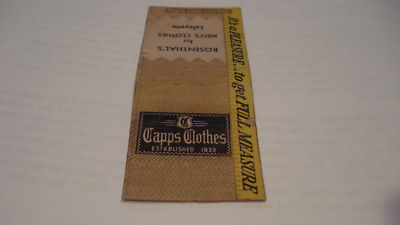 ROSENTHAL'S
for
MEN'S CLOTHES
Lafayette
C
Capps Clothes
ESTABLISHED 1839
It's a PLEASURE...to get FULL MEASURE